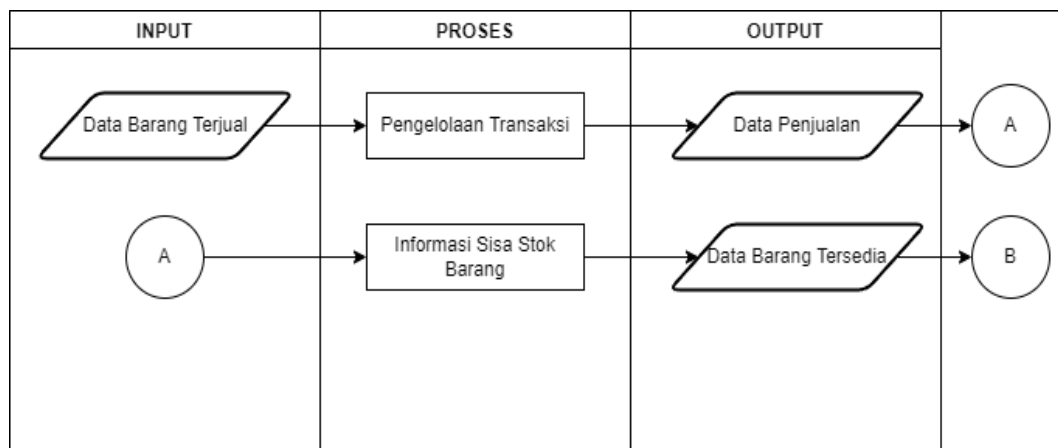 INPUT
PROSES
OUTPUT
Data Barang Terjual
Pengelolaan Transaksi
Data Penjualan
A
A
Informasi Sisa Stok
Barang
Data Barang Tersedia
B